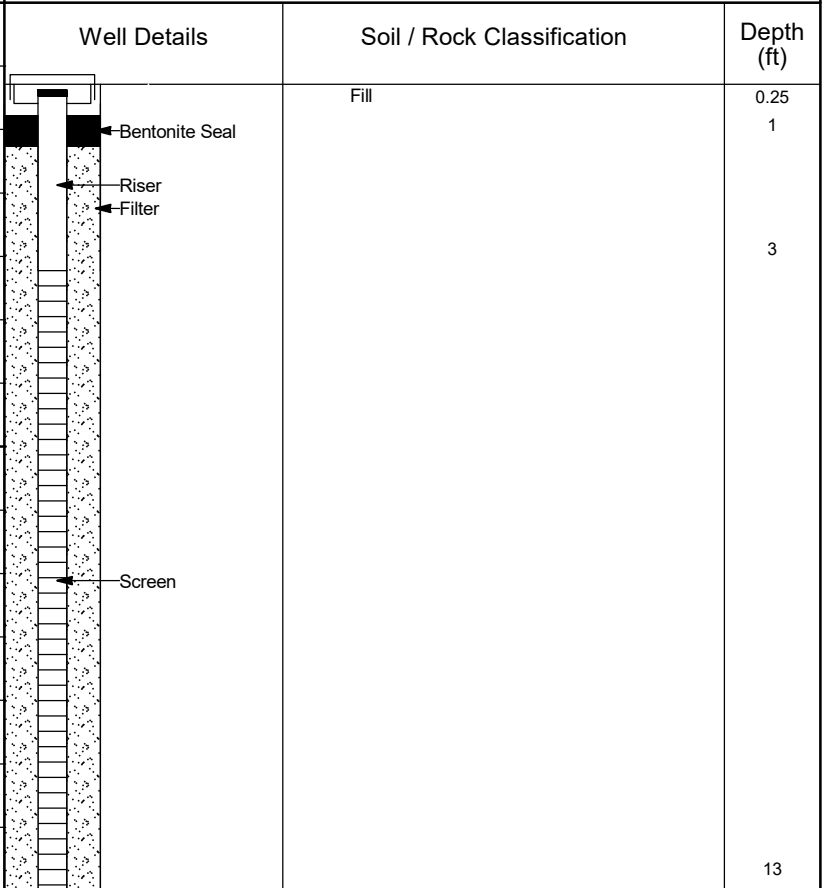 Well Details
Soil / Rock Classification
Depth
(ft)
Fill
0.25
Bentonite Seal
1
Riser
Filter
3
Screen
13